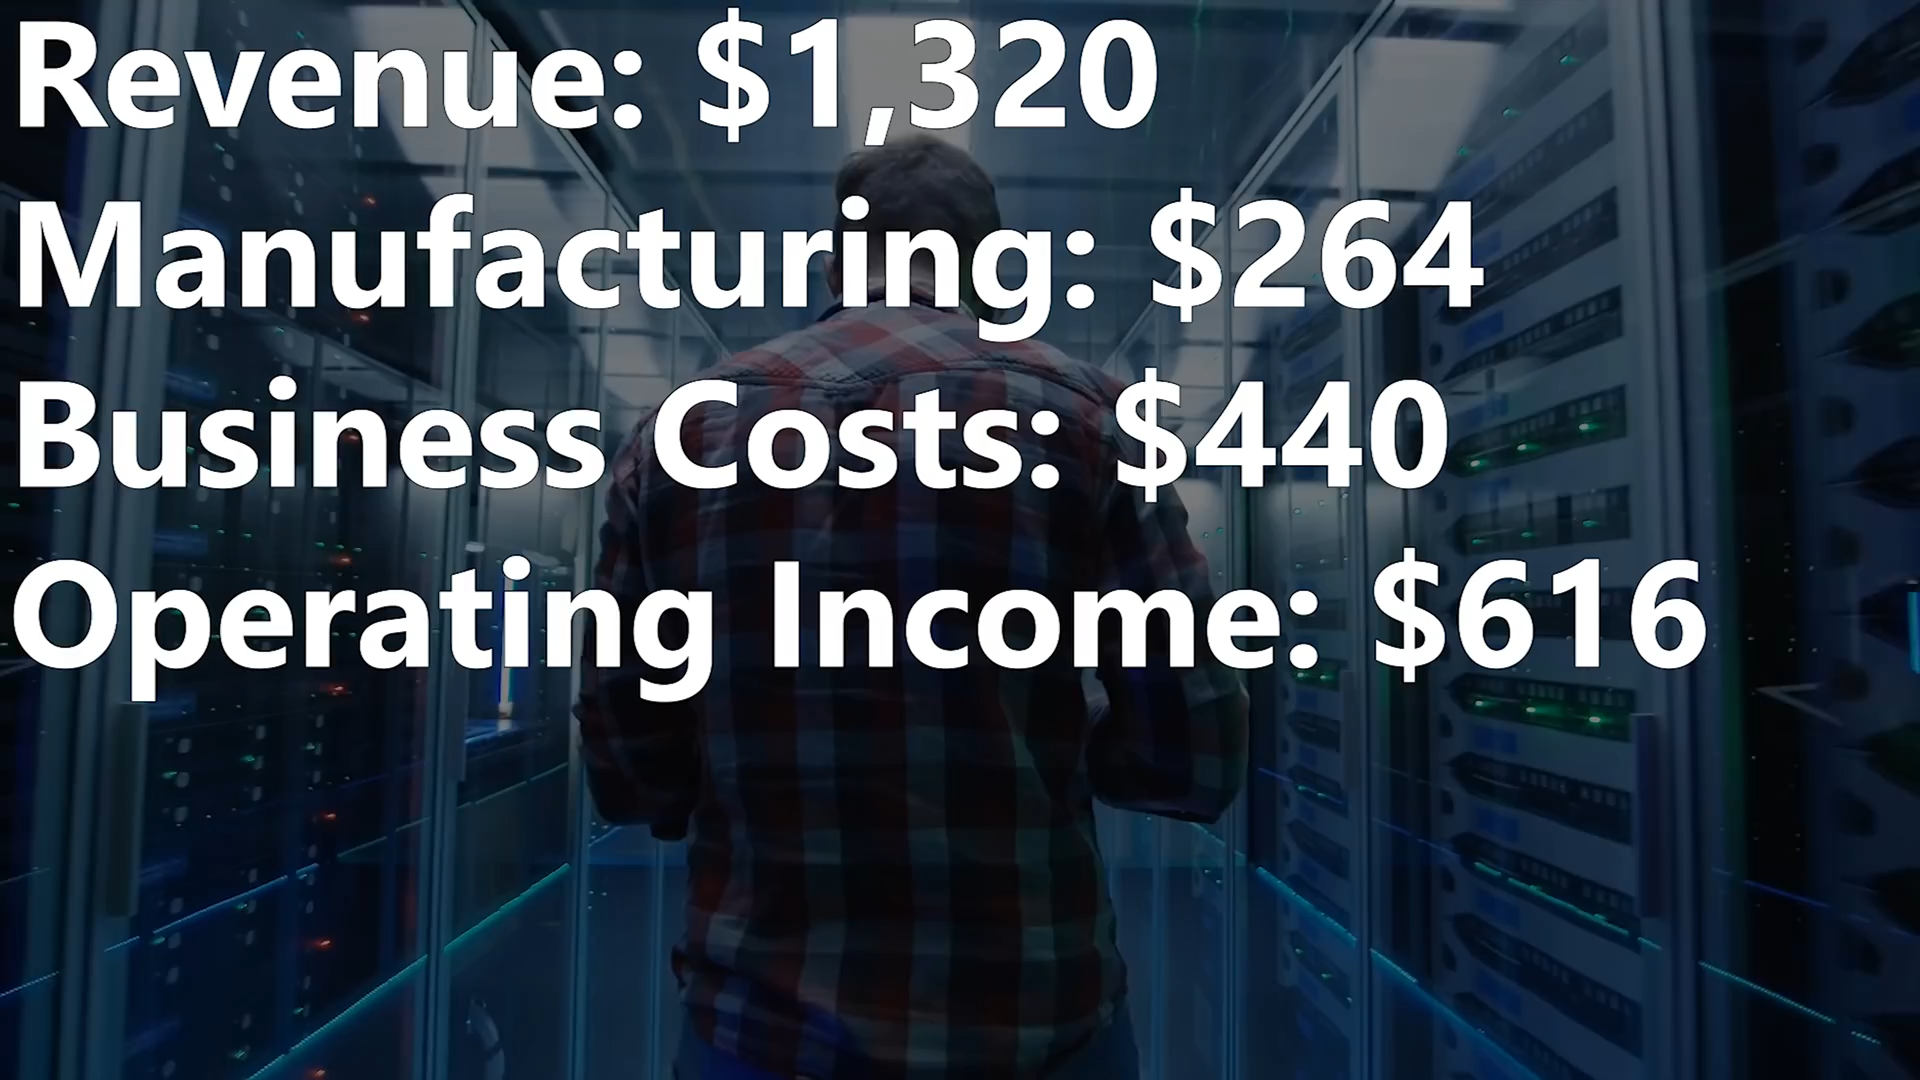 Revenue: $1,320
Manufacturing: $264
Business Costs: $440
Operating Income: $616